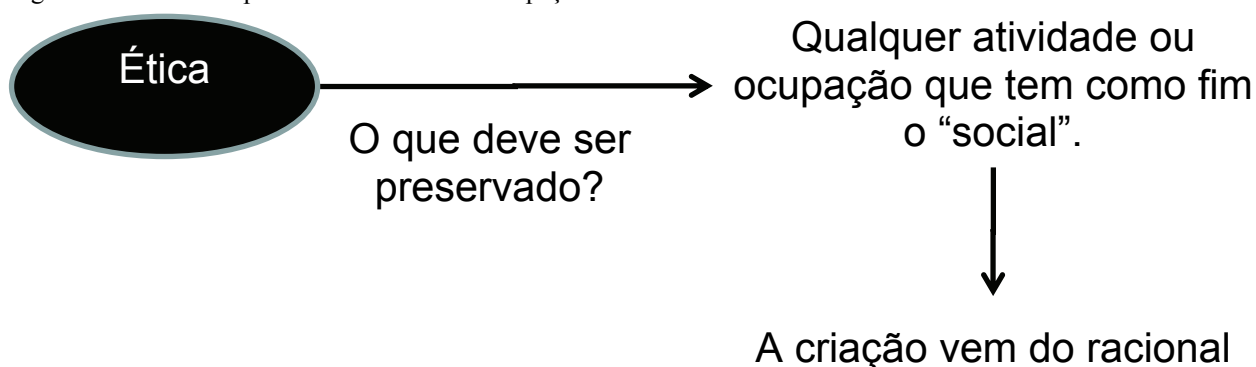 Ética
O que deve ser
preservado?
Qualquer atividade ou
ocupação que tem como fim
o “social”.
A criação vem do racional